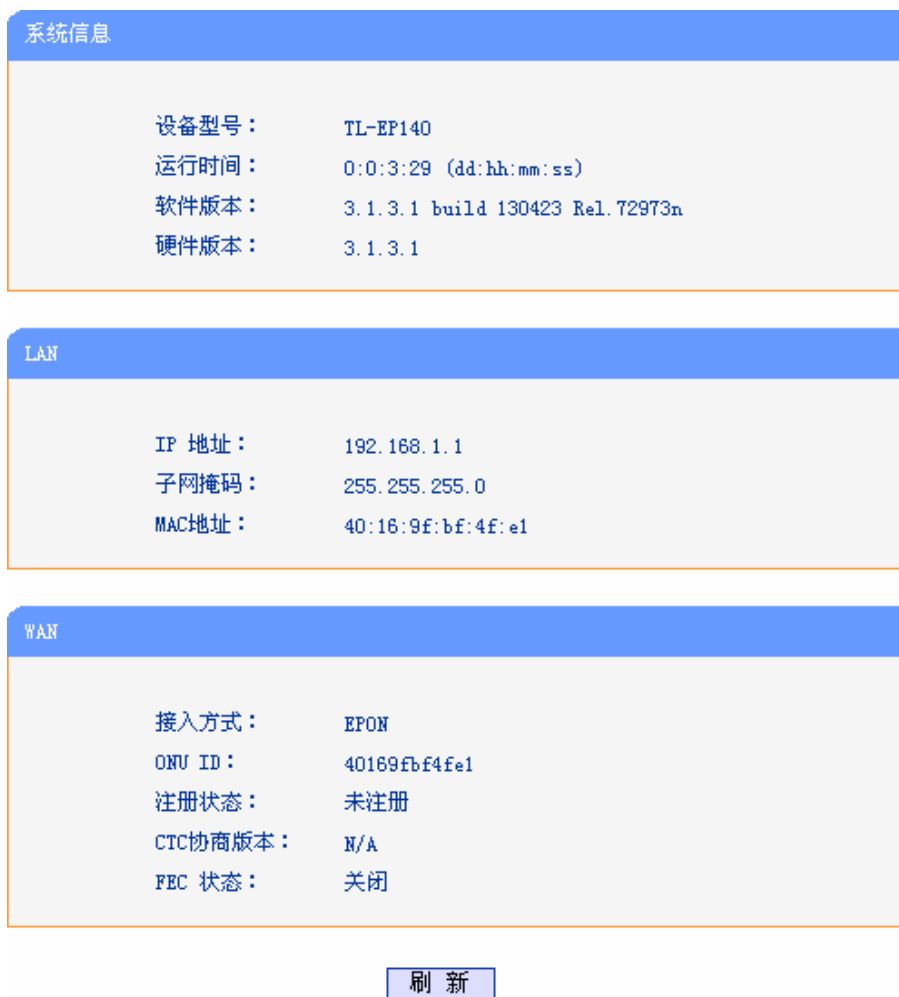 系统信息
设备型号： TL-EP140
运行时间： 0:0:3:29 (dd:hh:mm:ss)
软件版本： 3.1.3.1 build 130423 Rel.72973n
硬件版本： 3.1.3.1
LAN
IP 地址： 192.168.1.1
子网掩码： 255.255.255.0
MAC地址： 40:16:9f:bf:4f:e1
WAN
接入方式： EPON
ONU ID： 40169fbf4fe1
注册状态： 未注册
CTC协商版本： N/A
FEC 状态： 关闭
刷 新